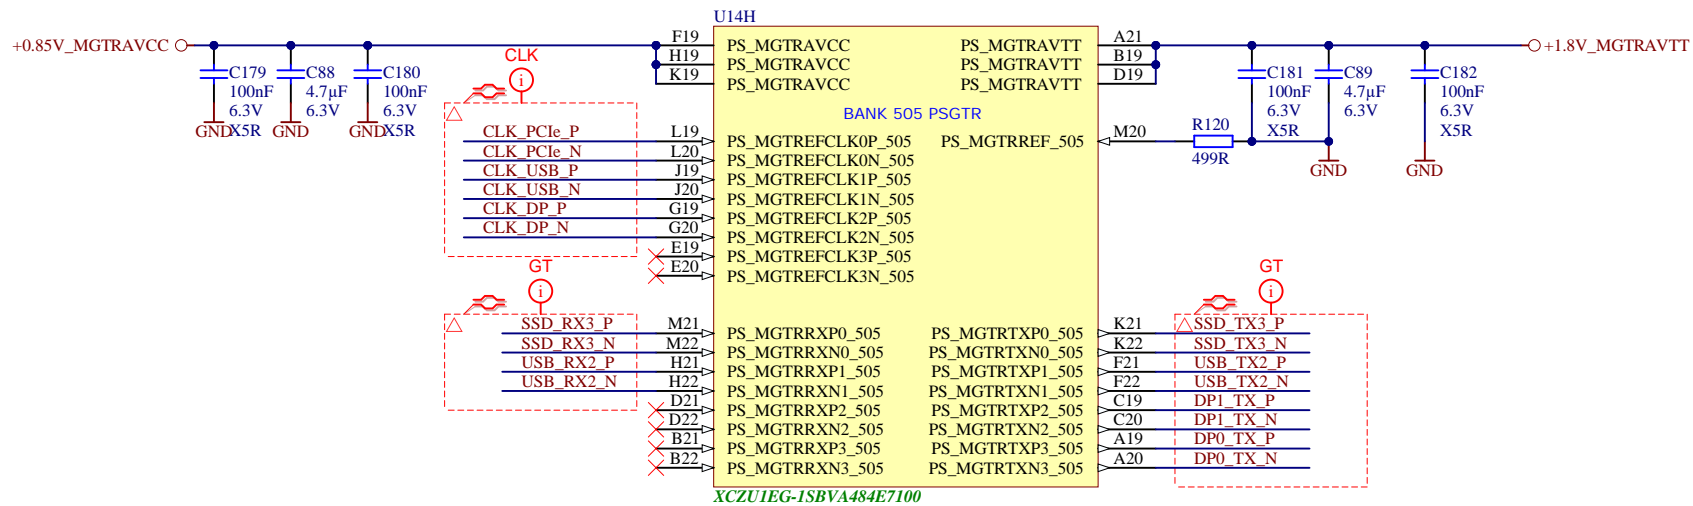 U14H
+0.85V_MGTRAVCC
F19 PS_MGTRAVCC PS_MGTRAVTT A21
H19 PS_MGTRAVCC PS_MGTRAVTT B19
K19 PS_MGTRAVCC PS_MGTRAVTT D19
+1.8V_MGTRAVTT
C179
100nF
6.3V
X5R
GND
C88
4.7µF
6.3V
GND
C180
100nF
6.3V
X5R
GND
C181
100nF
6.3V
X5R
C89
4.7µF
6.3V
GND
C182
100nF
6.3V
X5R
GND
CLK
i
BANK 505 PSGTR
CLK_PCIe_P L19 PS_MGTREFCLK0P_505
CLK_PCIe_N L20 PS_MGTREFCLK0N_505
CLK_USB_P J19 PS_MGTREFCLK1P_505
CLK_USB_N J20 PS_MGTREFCLK1N_505
CLK_DP_P G19 PS_MGTREFCLK2P_505
CLK_DP_N G20 PS_MGTREFCLK2N_505
E19 PS_MGTREFCLK3P_505
E20 PS_MGTREFCLK3N_505
PS_MGTRREF_505 M20
R120
499R
GT
i
GT
i
SSD_RX3_P M21 PS_MGTRRXP0_505 PS_MGTRTXP0_505 K21 SSD_TX3_P
SSD_RX3_N M22 PS_MGTRRXN0_505 PS_MGTRTXN0_505 K22 SSD_TX3_N
USB_RX2_P H21 PS_MGTRRXP1_505 PS_MGTRTXP1_505 F21 USB_TX2_P
USB_RX2_N H22 PS_MGTRRXN1_505 PS_MGTRTXN1_505 F22 USB_TX2_N
D21 PS_MGTRRXP2_505 PS_MGTRTXP2_505 C19 DP1_TX_P
D22 PS_MGTRRXN2_505 PS_MGTRTXN2_505 C20 DP1_TX_N
B21 PS_MGTRRXP3_505 PS_MGTRTXP3_505 A19 DP0_TX_P
B22 PS_MGTRRXN3_505 PS_MGTRTXN3_505 A20 DP0_TX_N
XCZU1EG-1SBVA484E7100